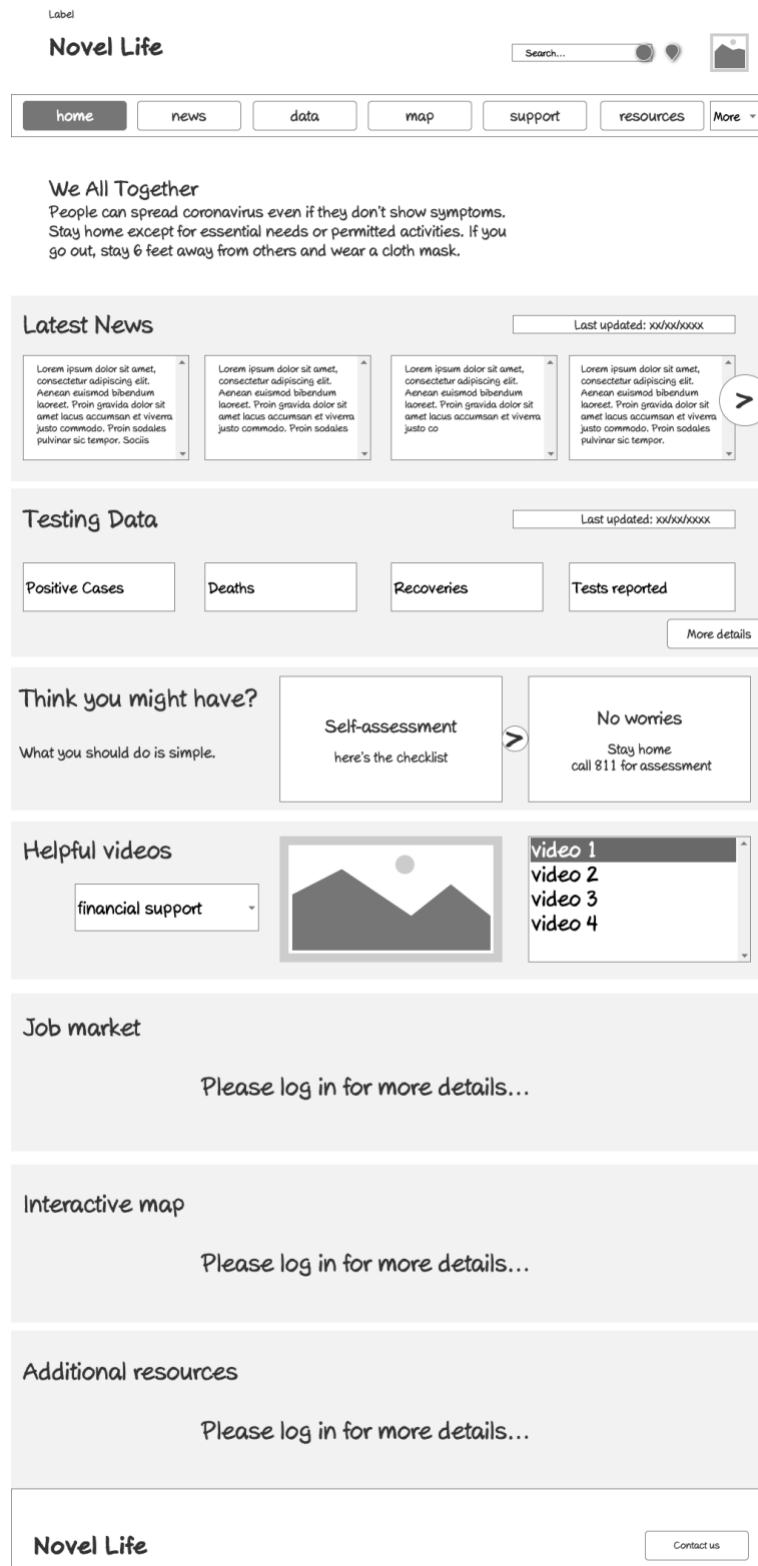 Label
Novel Life
Search...
home
news
data
map
support
resources
More
We All Together
People can spread coronavirus even if they don't show symptoms.
Stay home except for essential needs or permitted activities. If you
go out, stay 6 feet away from others and wear a cloth mask.
Latest News
Last updated: xx/xx/xxxx
Lorem ipsum dolor sit amet,
consectetur adipiscing elit.
Aenean euismod bibendum
laoreet. Proin gravida dolor sit
amet lacus accumsan et viverra
justo commodo. Proin sodales
pulvinar sic tempor. Sociis
Lorem ipsum dolor sit amet,
consectetur adipiscing elit.
Aenean euismod bibendum
laoreet. Proin gravida dolor sit
amet lacus accumsan et viverra
justo commodo. Proin sodales
Lorem ipsum dolor sit amet,
consectetur adipiscing elit.
Aenean euismod bibendum
laoreet. Proin gravida dolor sit
amet lacus accumsan et viverra
justo co
Lorem ipsum dolor sit amet,
consectetur adipiscing elit.
Aenean euismod bibendum
laoreet. Proin gravida dolor sit
amet lacus accumsan et viverra
justo commodo. Proin sodales
pulvinar sic tempor.
>
Testing Data
Last updated: xx/xx/xxxx
Positive Cases
Deaths
Recoveries
Tests reported
More details
Think you might have?
What you should do is simple.
Self-assessment
here's the checklist
>
No worries
Stay home
call 811 for assessment
Helpful videos
financial support
video 1
video 2
video 3
video 4
Job market
Please log in for more details...
Interactive map
Please log in for more details...
Additional resources
Please log in for more details...
Novel Life
Contact us